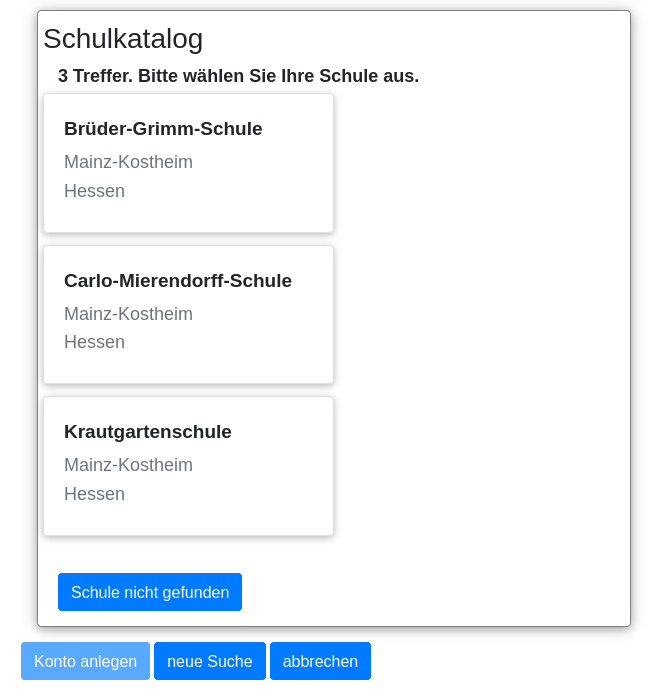 Schulkatalog
3 Treffer. Bitte wählen Sie Ihre Schule aus.
Brüder-Grimm-Schule
Mainz-Kostheim
Hessen
Carlo-Mierendorff-Schule
Mainz-Kostheim
Hessen
Krautgartenschule
Mainz-Kostheim
Hessen
Schule nicht gefunden
Konto anlegen neue Suche abbrechen